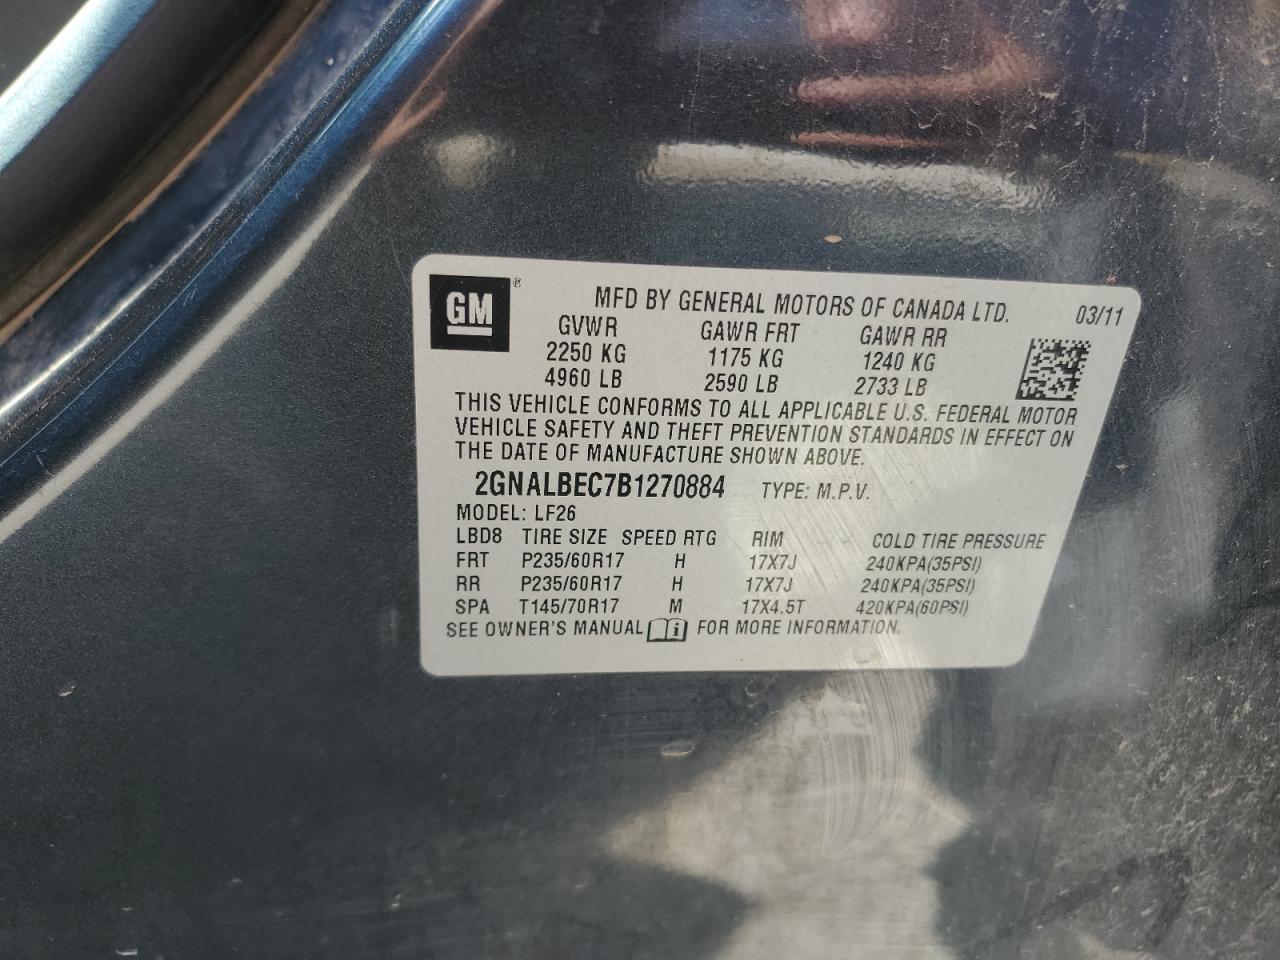 GM ®
MFD BY GENERAL MOTORS OF CANADA LTD. 03/11
GVWR GAWR FRT GAWR RR
2250 KG 1175 KG 1240 KG
4960 LB 2590 LB 2733 LB
THIS VEHICLE CONFORMS TO ALL APPLICABLE U.S. FEDERAL MOTOR
VEHICLE SAFETY AND THEFT PREVENTION STANDARDS IN EFFECT ON
THE DATE OF MANUFACTURE SHOWN ABOVE.
2GNALBEC7B1270884 TYPE: M.P.V.
MODEL: LF26
LBD8 TIRE SIZE SPEED RTG RIM COLD TIRE PRESSURE
FRT P235/60R17 H 17X7J 240KPA(35PSI)
RR P235/60R17 H 17X7J 240KPA(35PSI)
SPA T145/70R17 M 17X4.5T 420KPA(60PSI)
SEE OWNER'S MANUAL i FOR MORE INFORMATION.